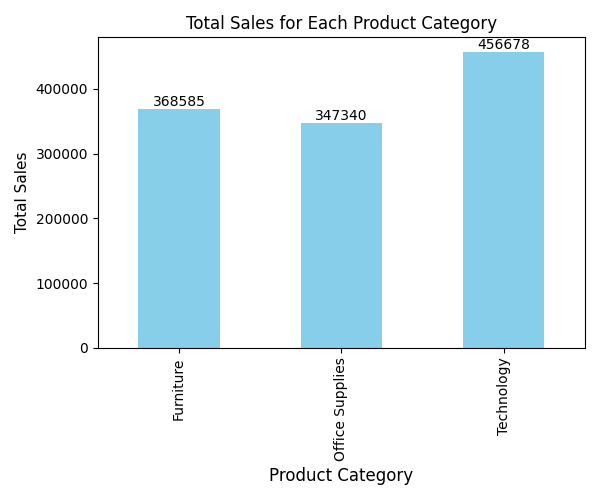 Total Sales for Each Product Category
456678
368585
347340
400000
300000
200000
100000
0
Total Sales
Furniture
Office Supplies
Technology
Product Category